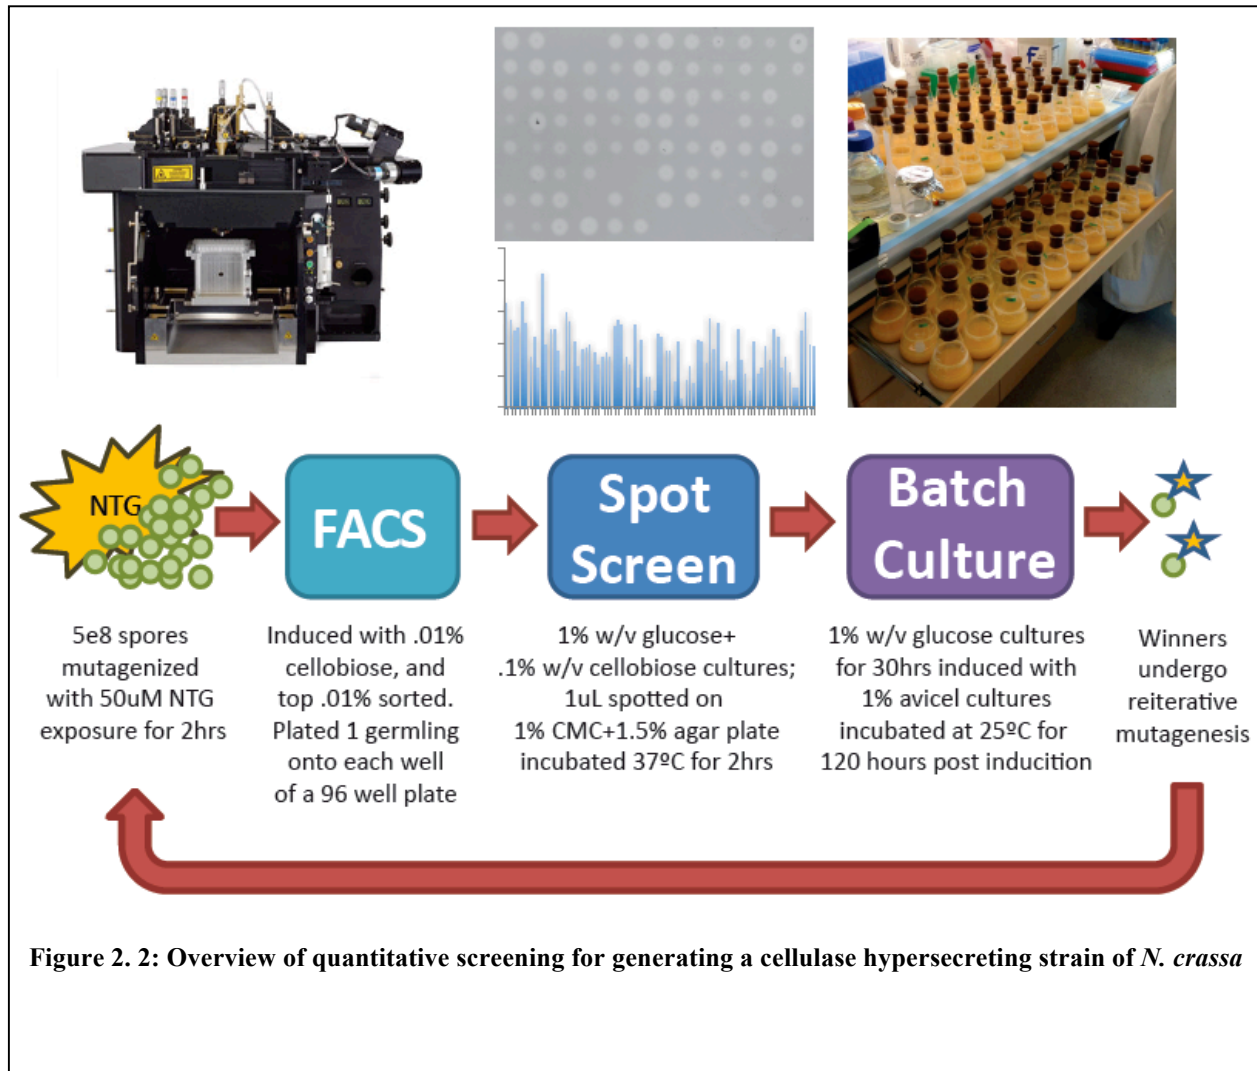 F
NTG
FACS
Spot
Screen
Batch
Culture
5e8 spores
mutagenized
with 50uM NTG
exposure for 2hrs
Induced with .01%
cellobiose, and
top .01% sorted.
Plated 1 germling
onto each well
of a 96 well plate
1% w/v glucose+
.1% w/v cellobiose cultures;
1uL spotted on
1% CMC+1.5% agar plate
incubated 37ºC for 2hrs
1% w/v glucose cultures
for 30hrs induced with
1% avicel cultures
incubated at 25ºC for
120 hours post inducition
Winners
undergo
reiterative
mutagenesis
Figure 2. 2: Overview of quantitative screening for generating a cellulase hypersecreting strain of N. crassa